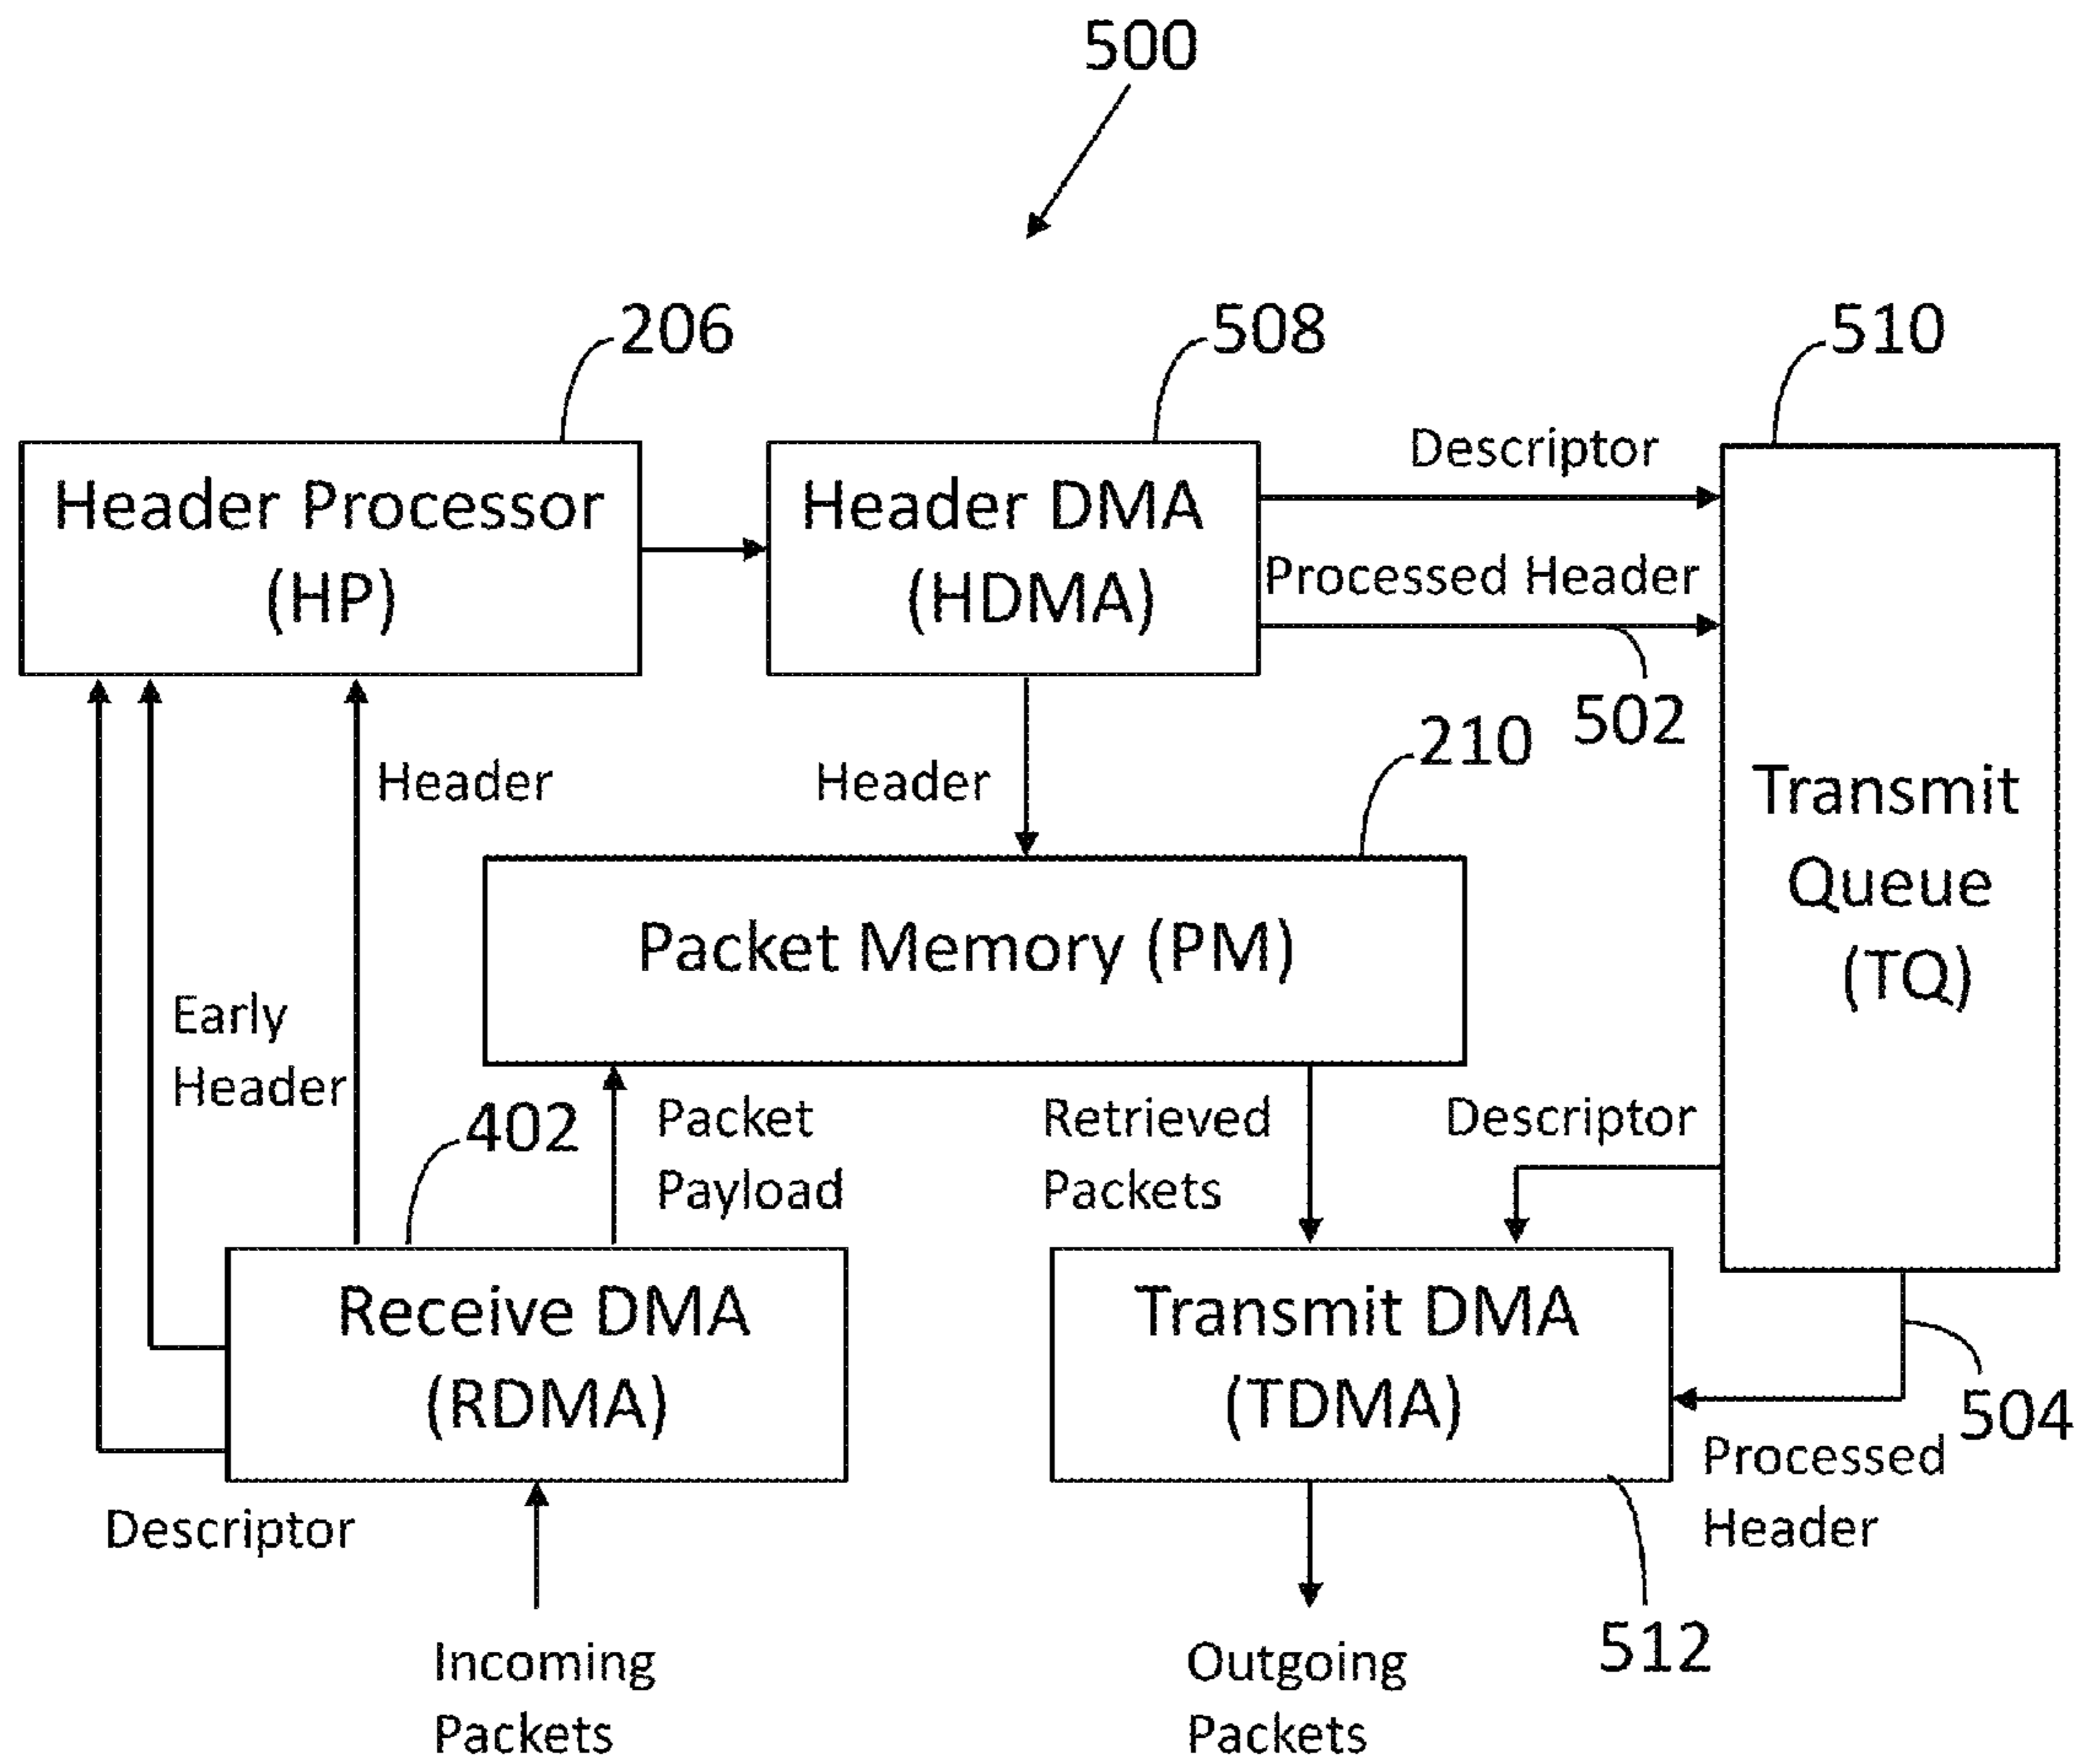 500
206
508
510
Header Processor
(HP)
Header DMA
(HDMA)
Descriptor
Processed Header
502
Header
Header
210
Transmit
Queue
(TQ)
Packet Memory (PM)
Early
Header
402
Packet
Payload
Retrieved
Packets
Descriptor
Receive DMA
(RDMA)
Transmit DMA
(TDMA)
504
Processed
Header
Descriptor
512
Incoming
Packets
Outgoing
Packets